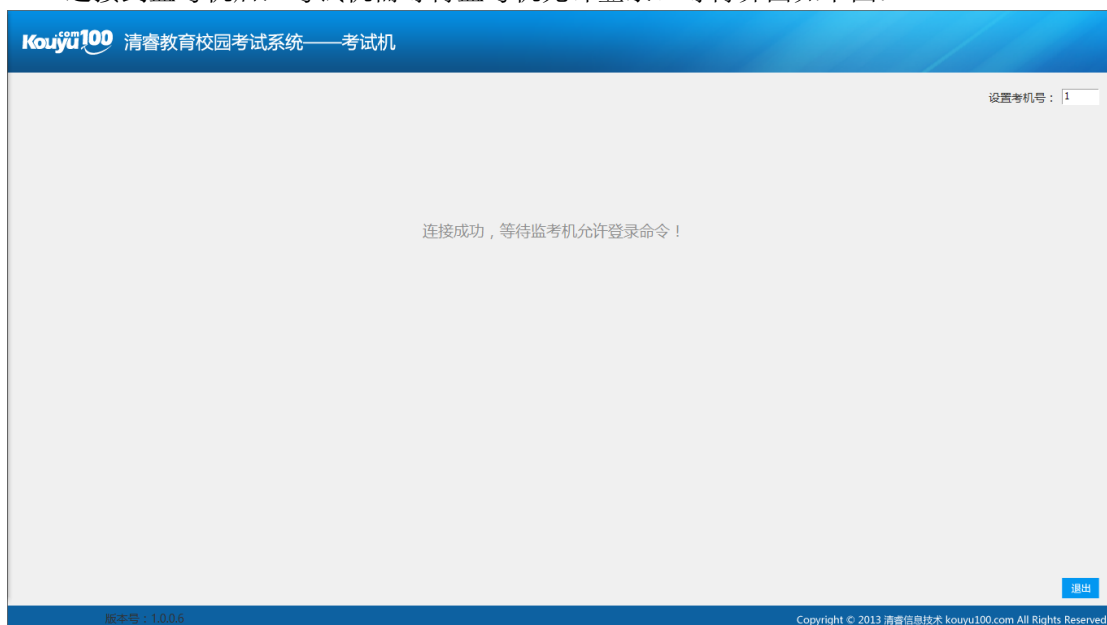 Kouyu100.com 清睿教育校园考试系统——考试机
设置考机号： 1
连接成功，等待监考机允许登录命令！
退出
版本号：1.0.0.6
Copyright © 2013 清睿信息技术 kouyu100.com All Rights Reserved